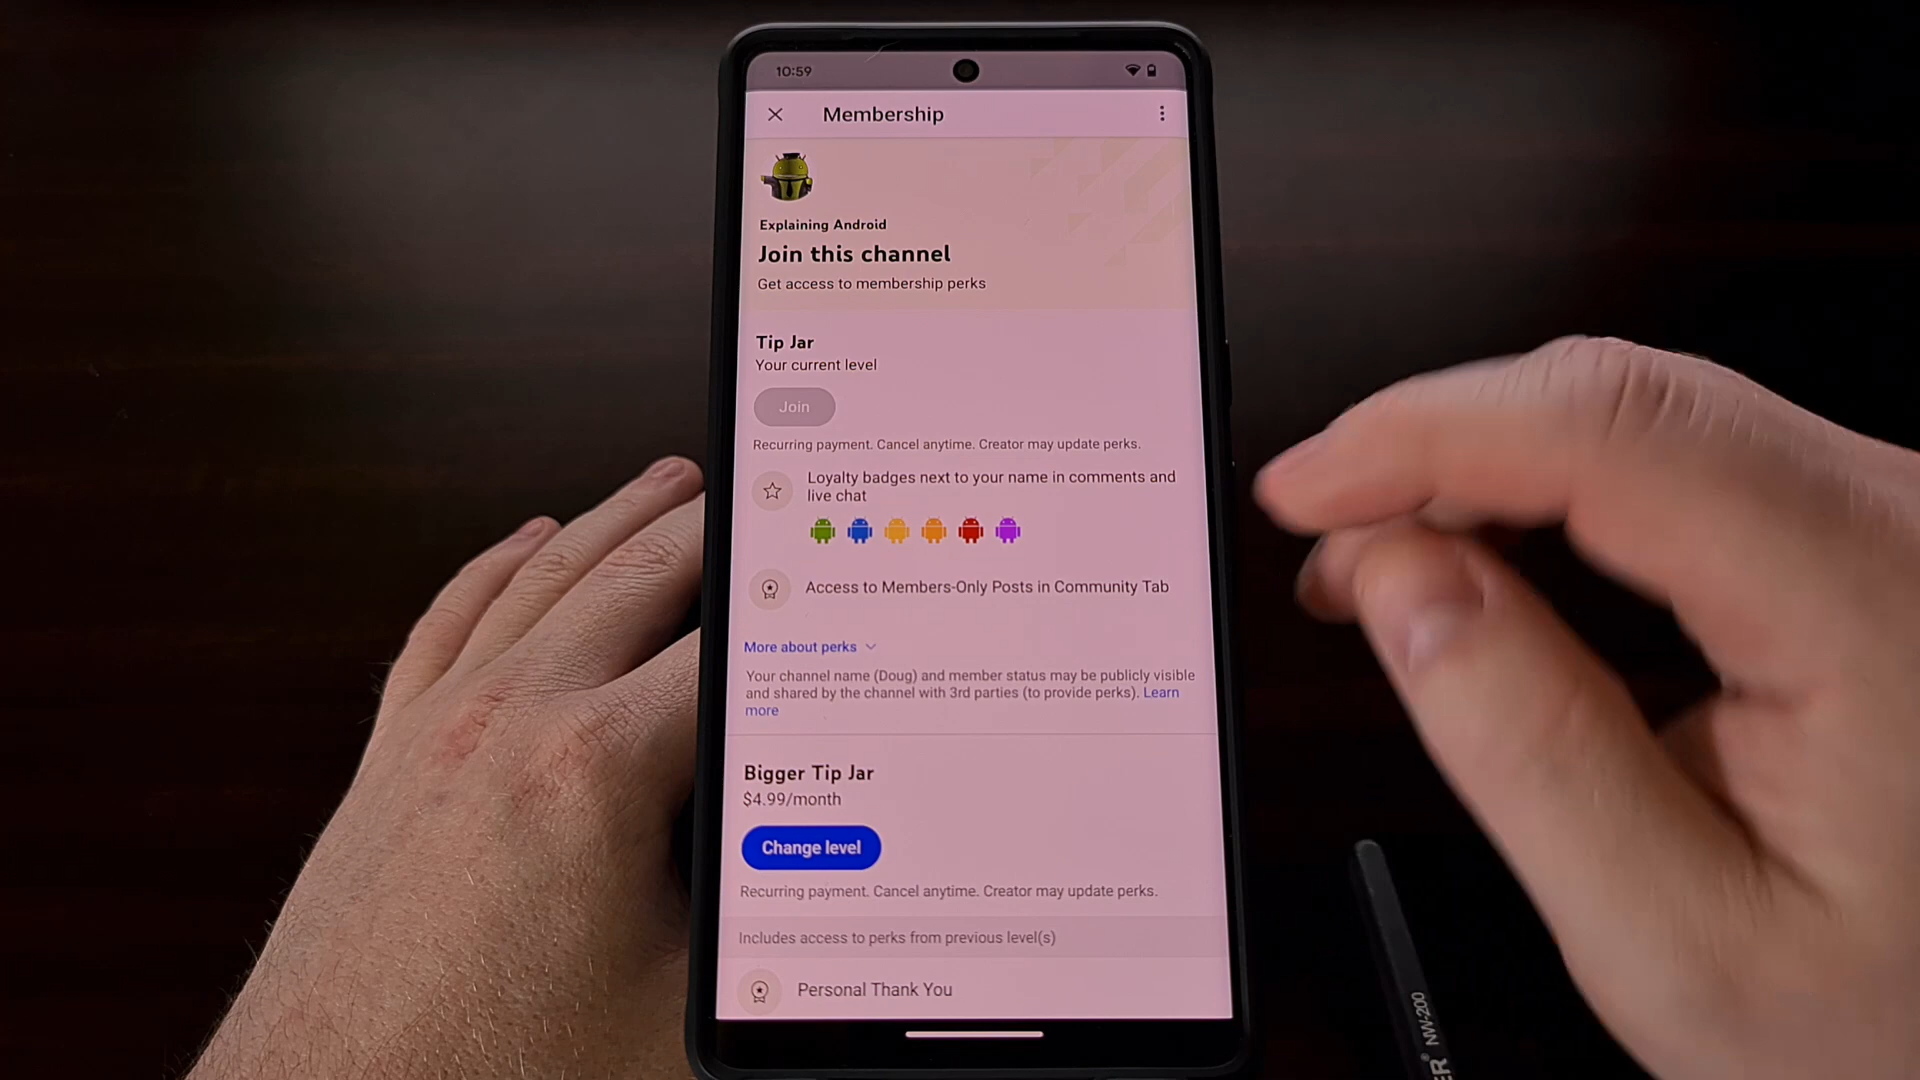 10:59
Membership
Explaining Android
Join this channel
Get access to membership perks
Tip Jar
Your current level
Join
Recurring payment. Cancel anytime. Creator may update perks.
Loyalty badges next to your name in comments and
live chat
Access to Members-Only Posts in Community Tab
More about perks
Your channel name (Doug) and member status may be publicly visible
and shared by the channel with 3rd parties (to provide perks). Learn
more
Bigger Tip Jar
$4.99/month
Change level
Recurring payment. Cancel anytime. Creator may update perks.
Includes access to perks from previous level(s)
Personal Thank You
ER® NW-200